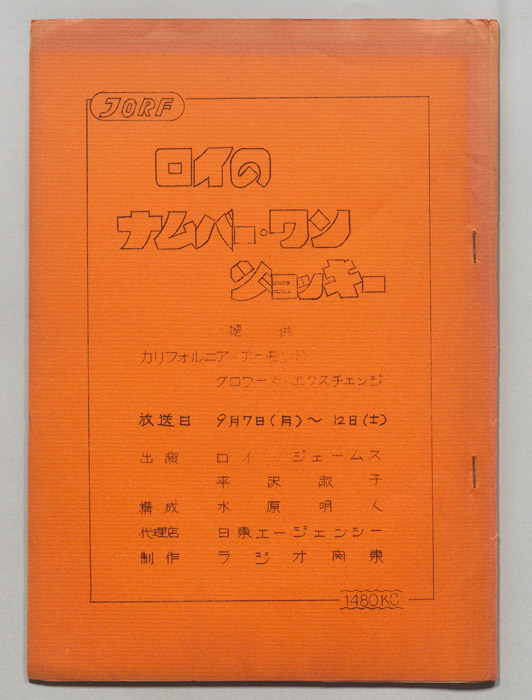 JORF
ロイの
ナムバー・ワン
ジョッキー
提供
カリフォルニア・アーモンド
グロワーズ・エクスチェンジ
放送日 9月7日(月)〜12日(土)
出演 ロイ・ジェームス
平沢淑子
構成 水原明人
代理店 日東エージェンシー
制作 ラジオ関東
1480KC